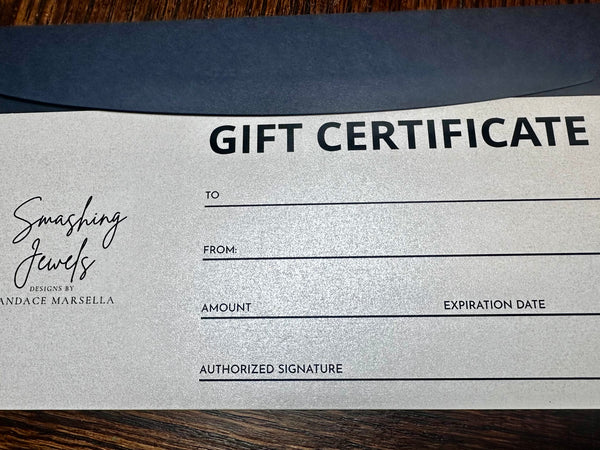 GIFT CERTIFICATE
TO
FROM:
AMOUNT EXPIRATION DATE
AUTHORIZED SIGNATURE
Smashing
Jewels
DESIGNS BY
ANDACE MARSELLA